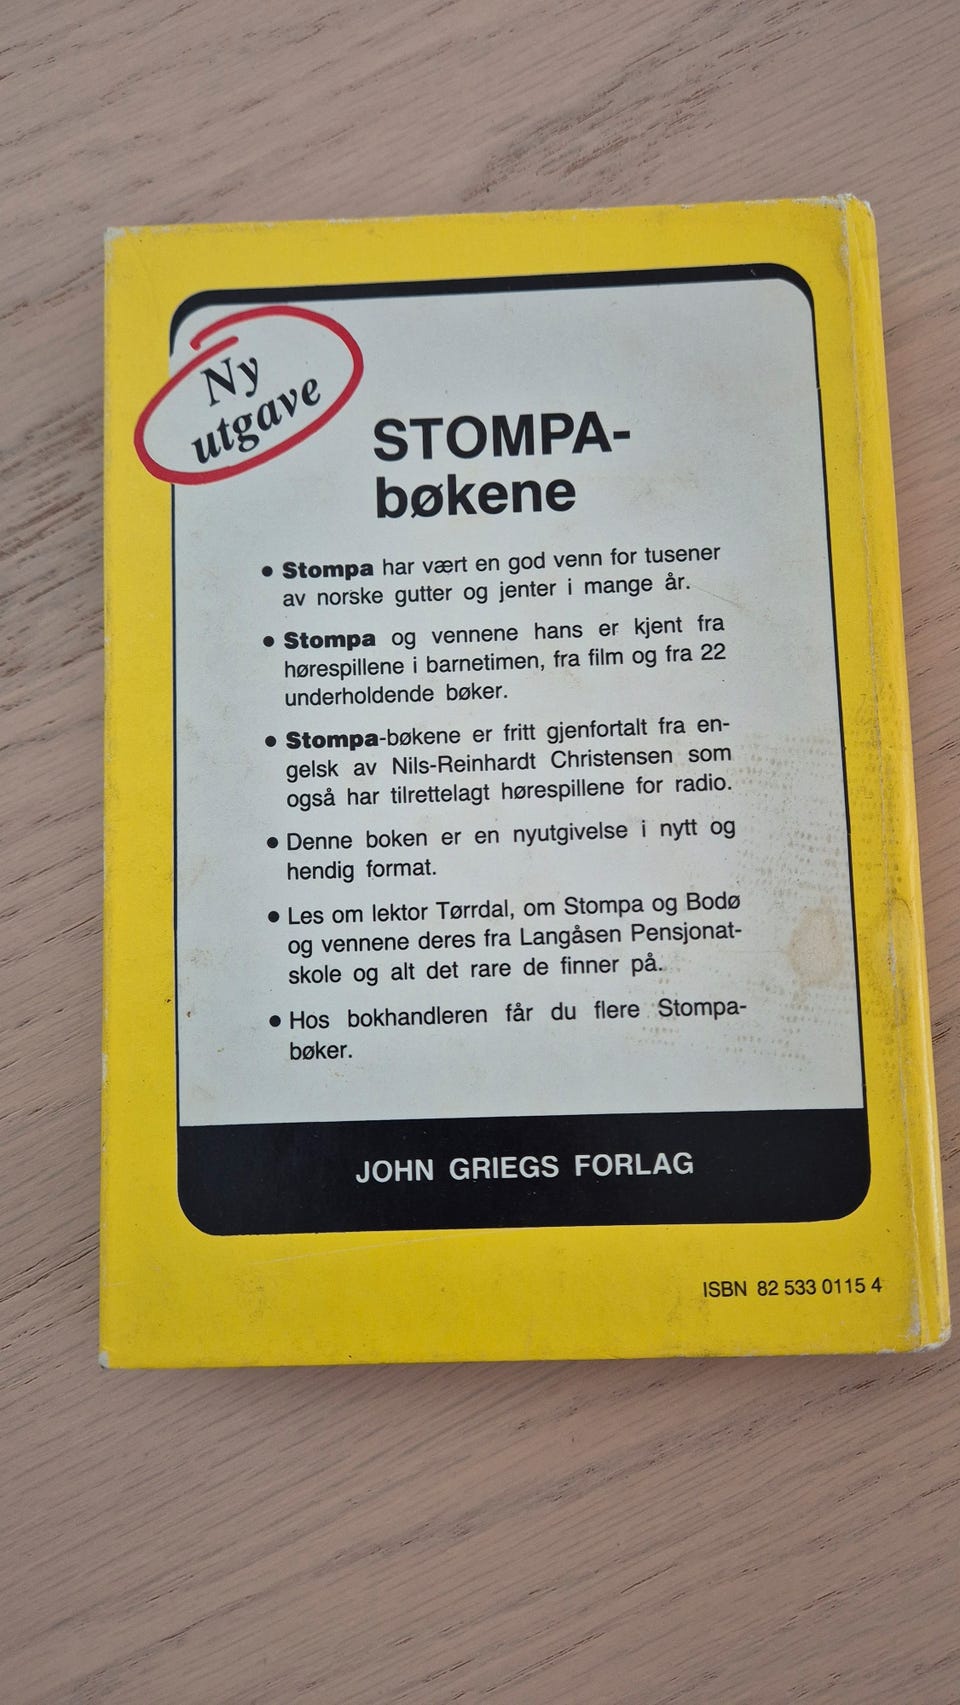 Ny
utgave
STOMPA-
bøkene
• Stompa har vært en god venn for tusener
av norske gutter og jenter i mange år.
• Stompa og vennene hans er kjent fra
hørespillene i barnetimen, fra film og fra 22
underholdende bøker.
• Stompa-bøkene er fritt gjenfortalt fra en-
gelsk av Nils-Reinhardt Christensen som
også har tilrettelagt hørespillene for radio.
• Denne boken er en nyutgivelse i nytt og
hendig format.
• Les om lektor Tørrdal, om Stompa og Bodø
og vennene deres fra Langåsen Pensjonat-
skole og alt det rare de finner på.
• Hos bokhandleren får du flere Stompa-
bøker.
JOHN GRIEGS FORLAG
ISBN 82 533 0115 4